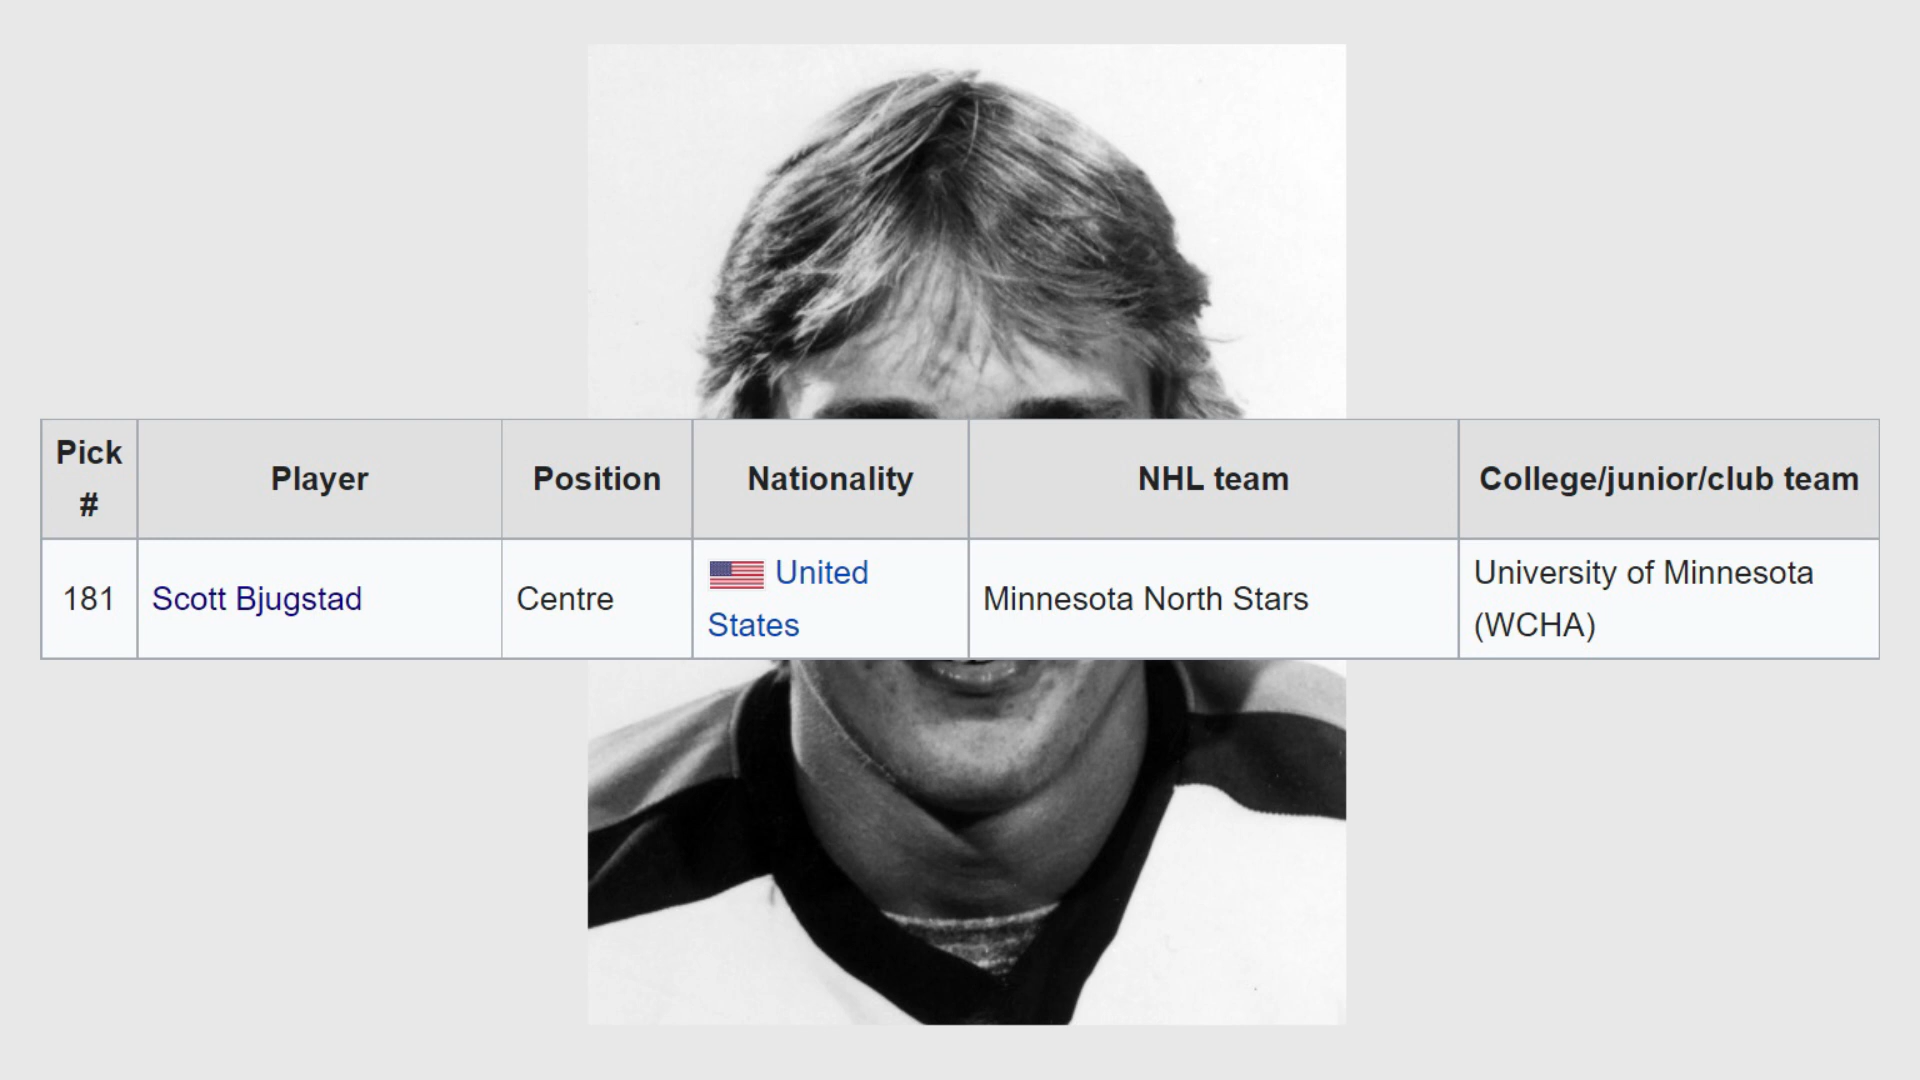 Pick
#
Player
Position
Nationality
NHL team
College/junior/club team
181
Scott Bjugstad
Centre
United
States
Minnesota North Stars
University of Minnesota
(WCHA)